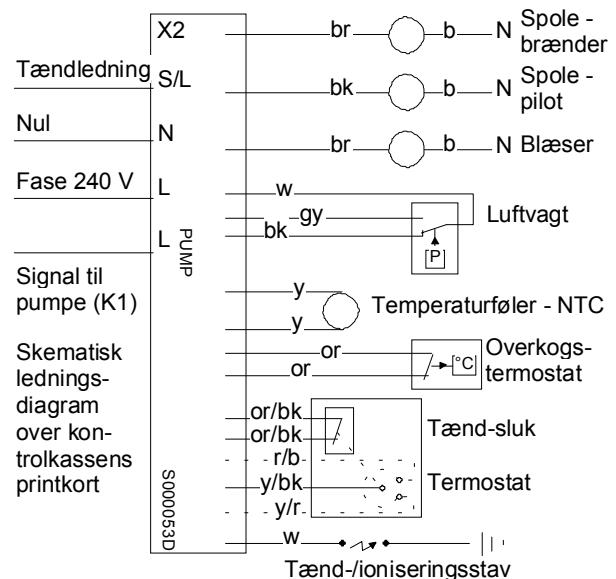 X2
br
b
N
Spole -
brænder
Tændledning
S/L
bk
b
N
Spole -
pilot
Nul
N
br
b
N
Blæser
Fase 240 V
L
w
gy
bk
[P]
Luftvagt
L
PUMP
Signal til
pumpe (K1)
y
y
Temperaturføler - NTC
Skematisk
lednings-
diagram
over kon-
trolkassens
printkort
or
or
[°C]
Overkogs-
termostat
or/bk
or/bk
Tænd-sluk
r/b
y/bk
y/r
Termostat
S000053D
w
Tænd-/ioniseringsstav